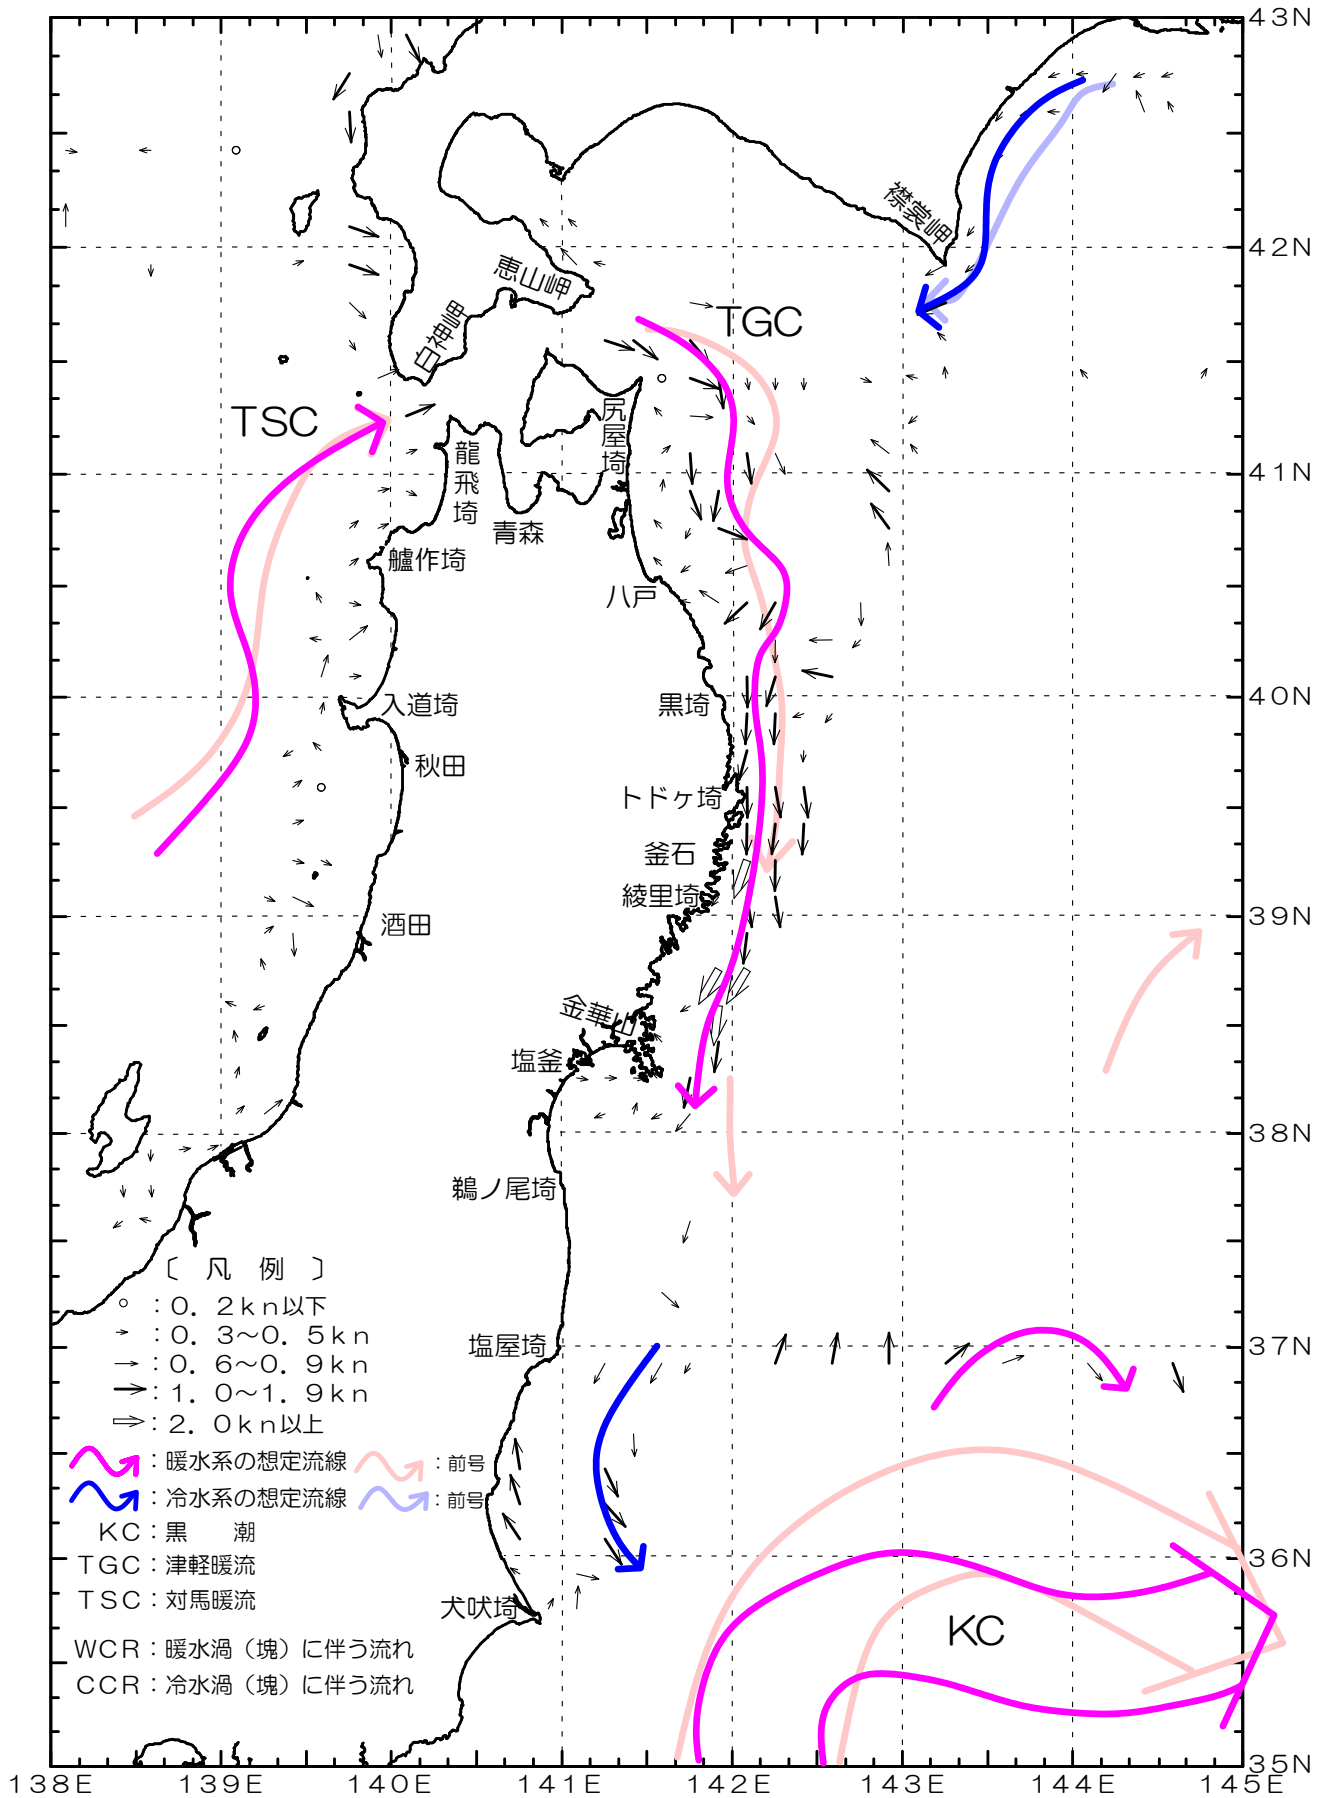 43N
襟裳岬
42N
恵山岬
白神岬
TGC
TSC
尻屋埼
41N
龍飛埼
青森
艫作埼
八戸
40N
入道埼
黒埼
秋田
トドヶ埼
釜石
綾里埼
39N
酒田
金華山
塩釜
38N
鵜ノ尾埼
〔 凡 例 〕
：０．２ｋｎ以下
：０．３～０．５ｋｎ
：０．６～０．９ｋｎ
：１．０～１．９ｋｎ
：２．０ｋｎ以上
塩屋埼
37N
：暖水系の想定流線 ：前号
：冷水系の想定流線 ：前号
KC：黒　　潮
TGC：津軽暖流
TSC：対馬暖流
36N
犬吠埼
KC
WCR：暖水渦（塊）に伴う流れ
CCR：冷水渦（塊）に伴う流れ
35N
138E 139E 140E 141E 142E 143E 144E 145E